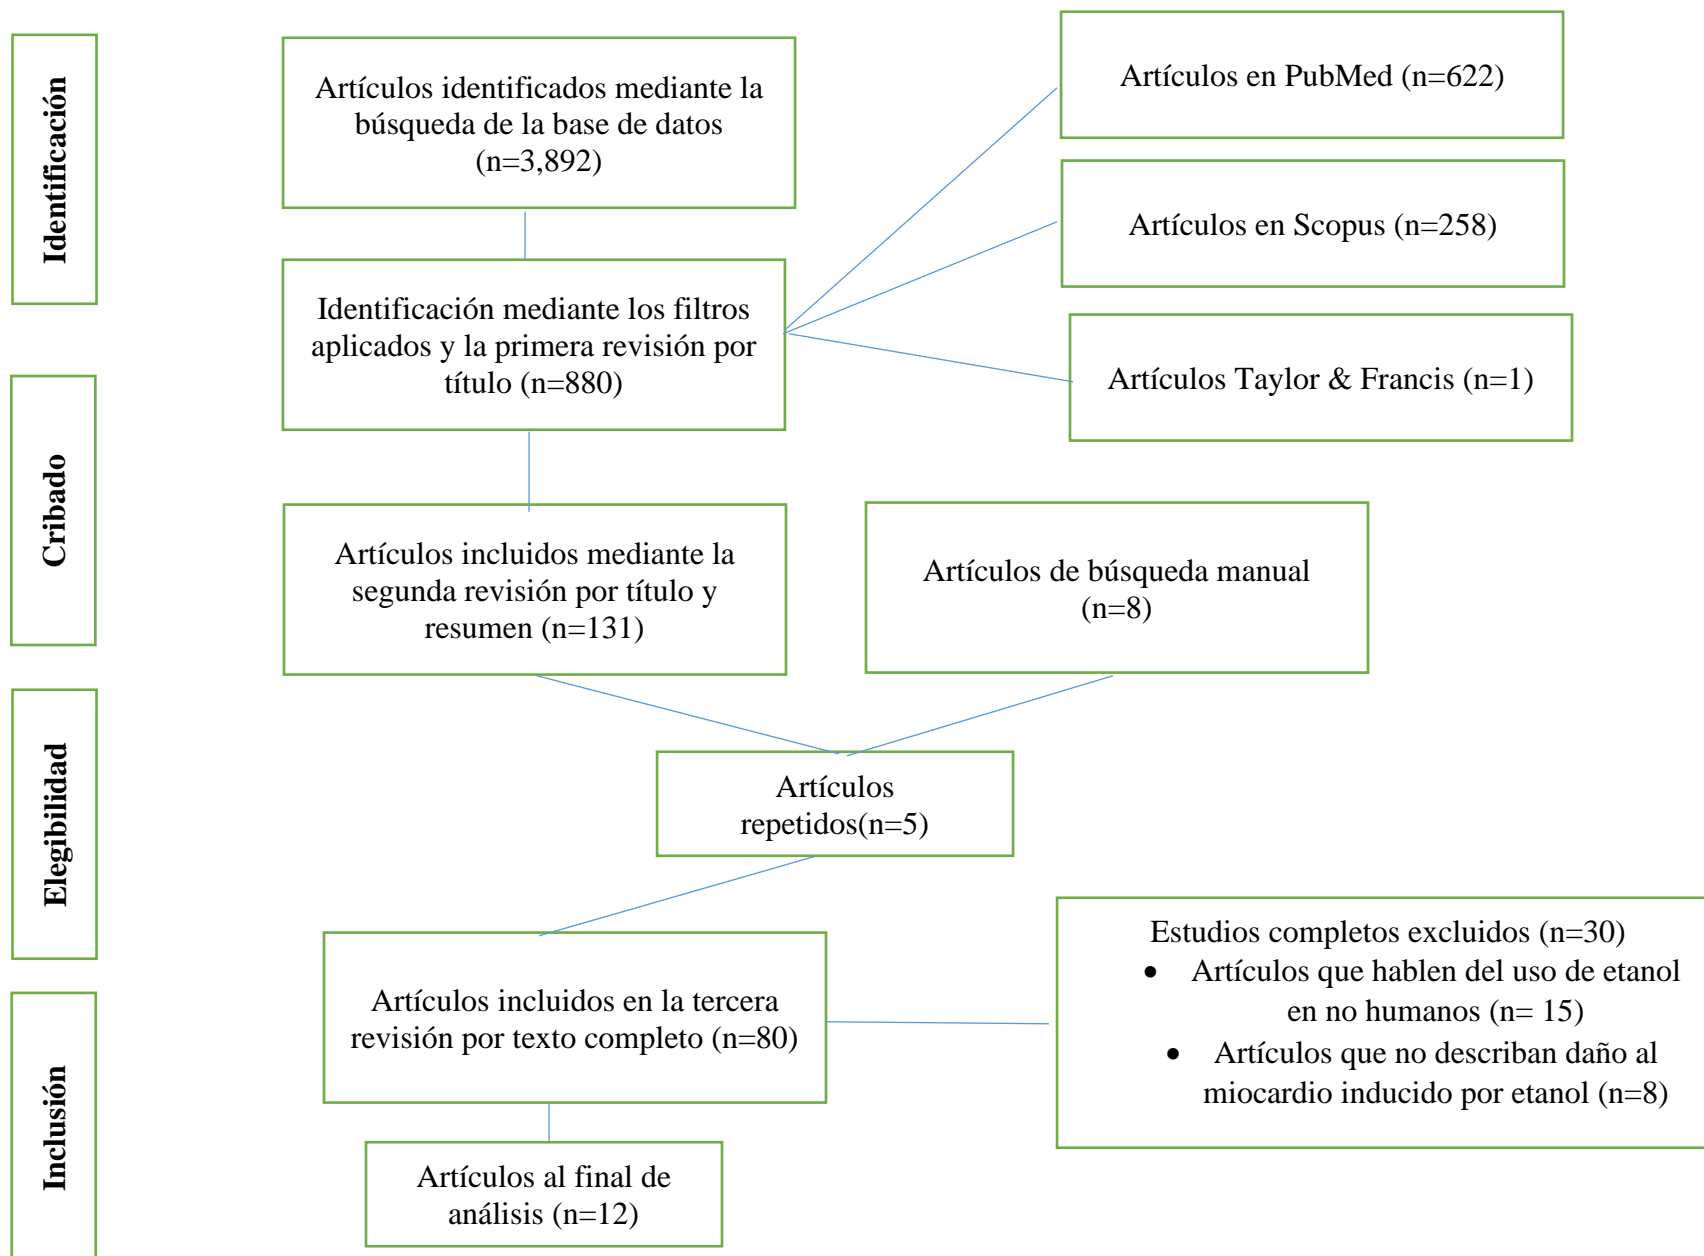 Identificación
Artículos identificados mediante la
búsqueda de la base de datos
(n=3,892)
Artículos en PubMed (n=622)
Artículos en Scopus (n=258)
Identificación mediante los filtros
aplicados y la primera revisión por
título (n=880)
Artículos Taylor & Francis (n=1)
Cribado
Artículos incluidos mediante la
segunda revisión por título y
resumen (n=131)
Artículos de búsqueda manual
(n=8)
Elegibilidad
Artículos
repetidos(n=5)
Artículos incluidos en la tercera
revisión por texto completo (n=80)
Estudios completos excluidos (n=30)
• Artículos que hablen del uso de etanol
en no humanos (n= 15)
• Artículos que no describan daño al
miocardio inducido por etanol (n=8)
Inclusión
Artículos al final de
análisis (n=12)